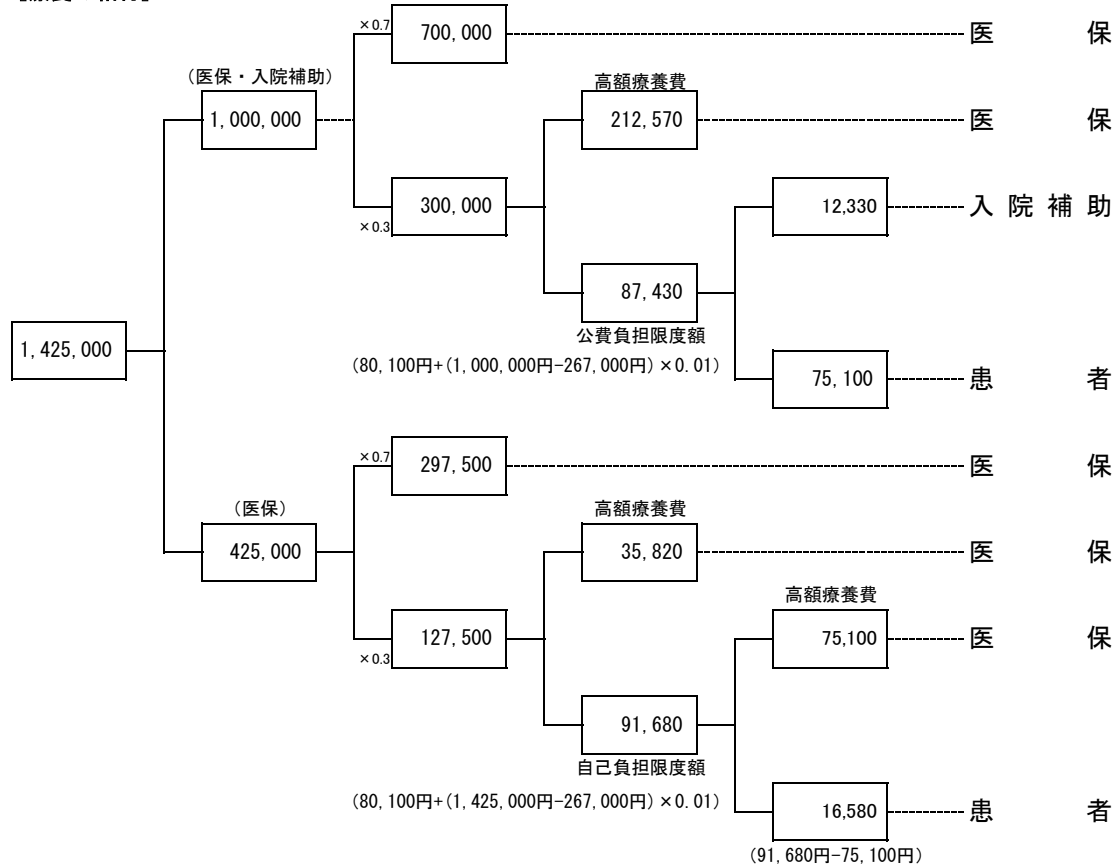 ×0.7
700,000
医保
(医保・入院補助)
1,000,000
高額療養費
212,570
医保
×0.3
300,000
12,330
入院補助
87,430
公費負担限度額
(80,100円+(1,000,000円-267,000円)×0.01)
1,425,000
75,100
患者
×0.7
297,500
医保
(医保)
425,000
高額療養費
35,820
医保
×0.3
127,500
高額療養費
75,100
医保
91,680
自己負担限度額
(80,100円+(1,425,000円-267,000円)×0.01)
16,580
患者
(91,680円-75,100円)